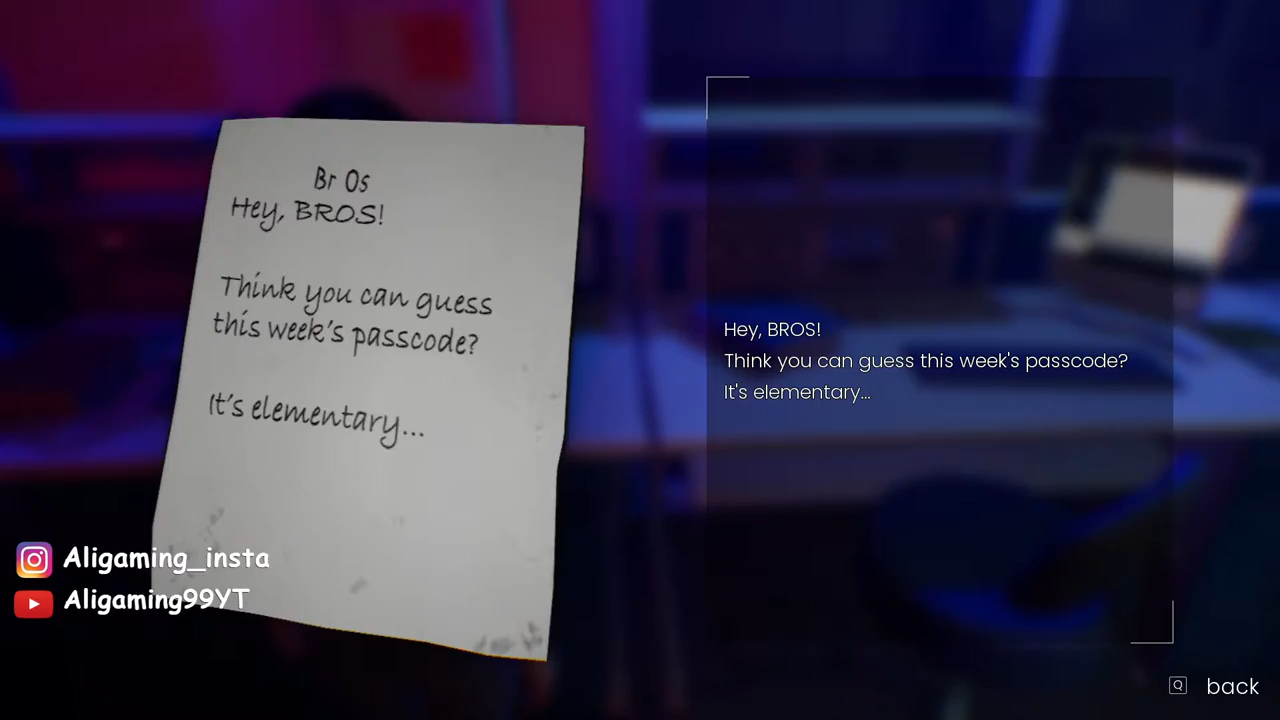 Br Os
Hey, BROS!
Think you can guess
this week's passcode?
It's elementary...
Hey, BROS!
Think you can guess this week's passcode?
It's elementary...
Aligaming_insta
Aligaming99YT
Q back